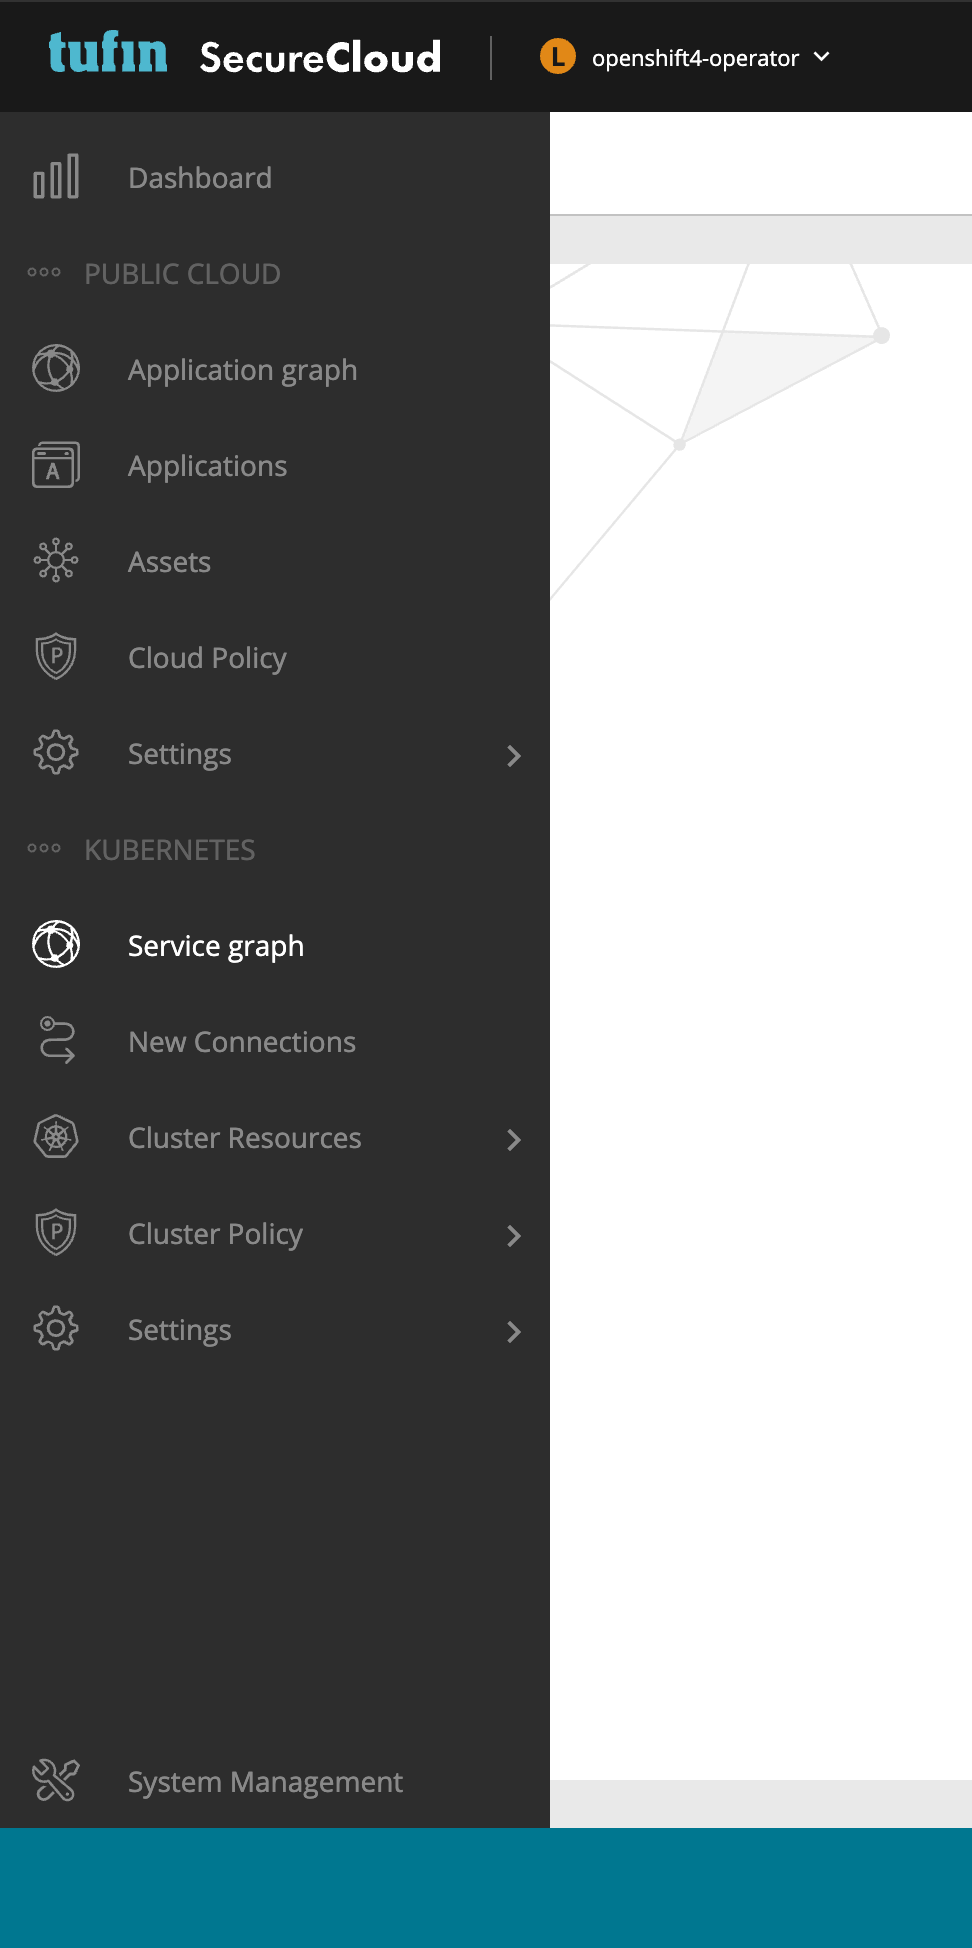 tufin SecureCloud L openshift4-operator
Dashboard
PUBLIC CLOUD
Application graph
A Applications
Assets
P Cloud Policy
Settings
KUBERNETES
Service graph
New Connections
Cluster Resources
P Cluster Policy
Settings
System Management